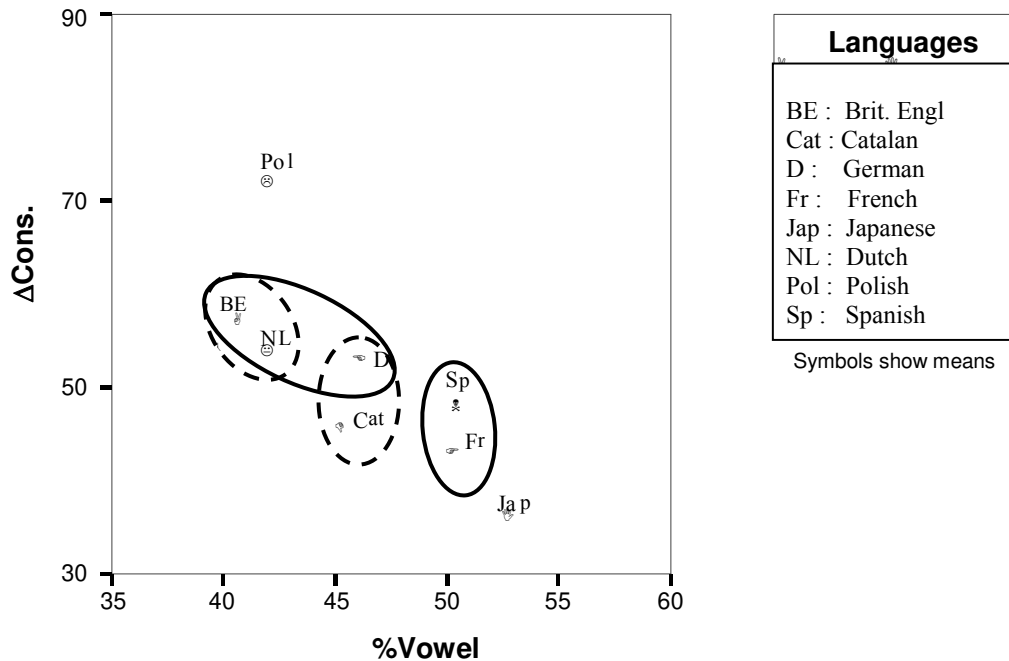 90
70
50
30
ΔCons.
35 40 45 50 55 60
%Vowel
Pol
BE
NL
D
Cat
Sp
Fr
Jap
Languages
BE : Brit. Engl
Cat : Catalan
D : German
Fr : French
Jap : Japanese
NL : Dutch
Pol : Polish
Sp : Spanish
Symbols show means